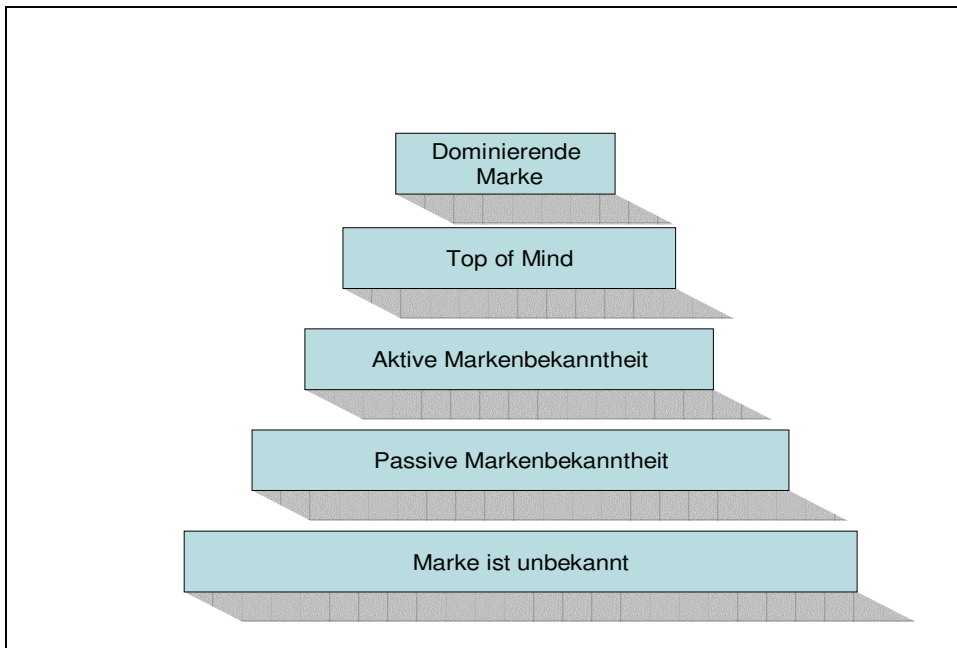 Dominierende
Marke
Top of Mind
Aktive Markenbekanntheit
Passive Markenbekanntheit
Marke ist unbekannt